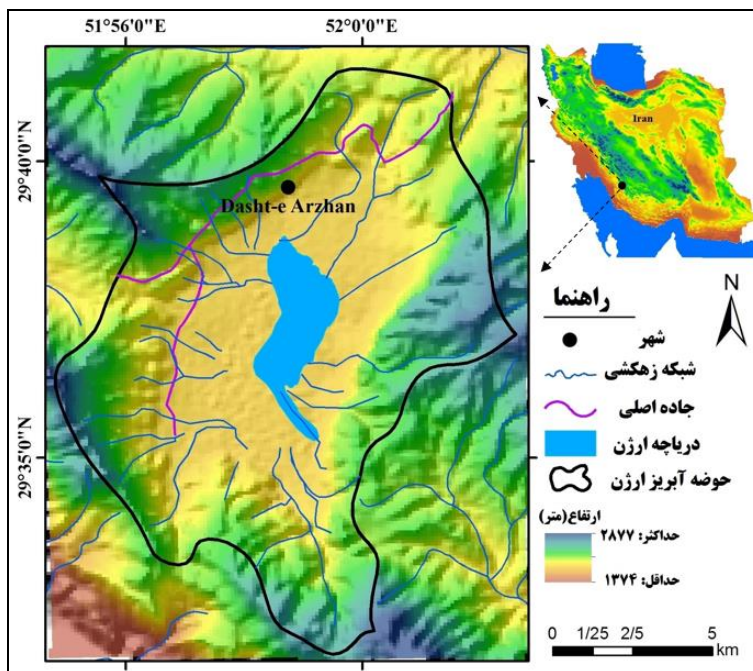 51°56'0"E
52°0'0"E
29°40'0"N
29°35'0"N
Dasht-e Arzhan
Iran
N
راهنما
شهر
شبکه زهکشی
جاده اصلی
دریاچه ارژن
حوضه آبریز ارژن
ارتفاع(متر)
حداکثر: ۲۸۷۷
حداقل: ۱۳۷۴
0 1/25 2/5 5
km